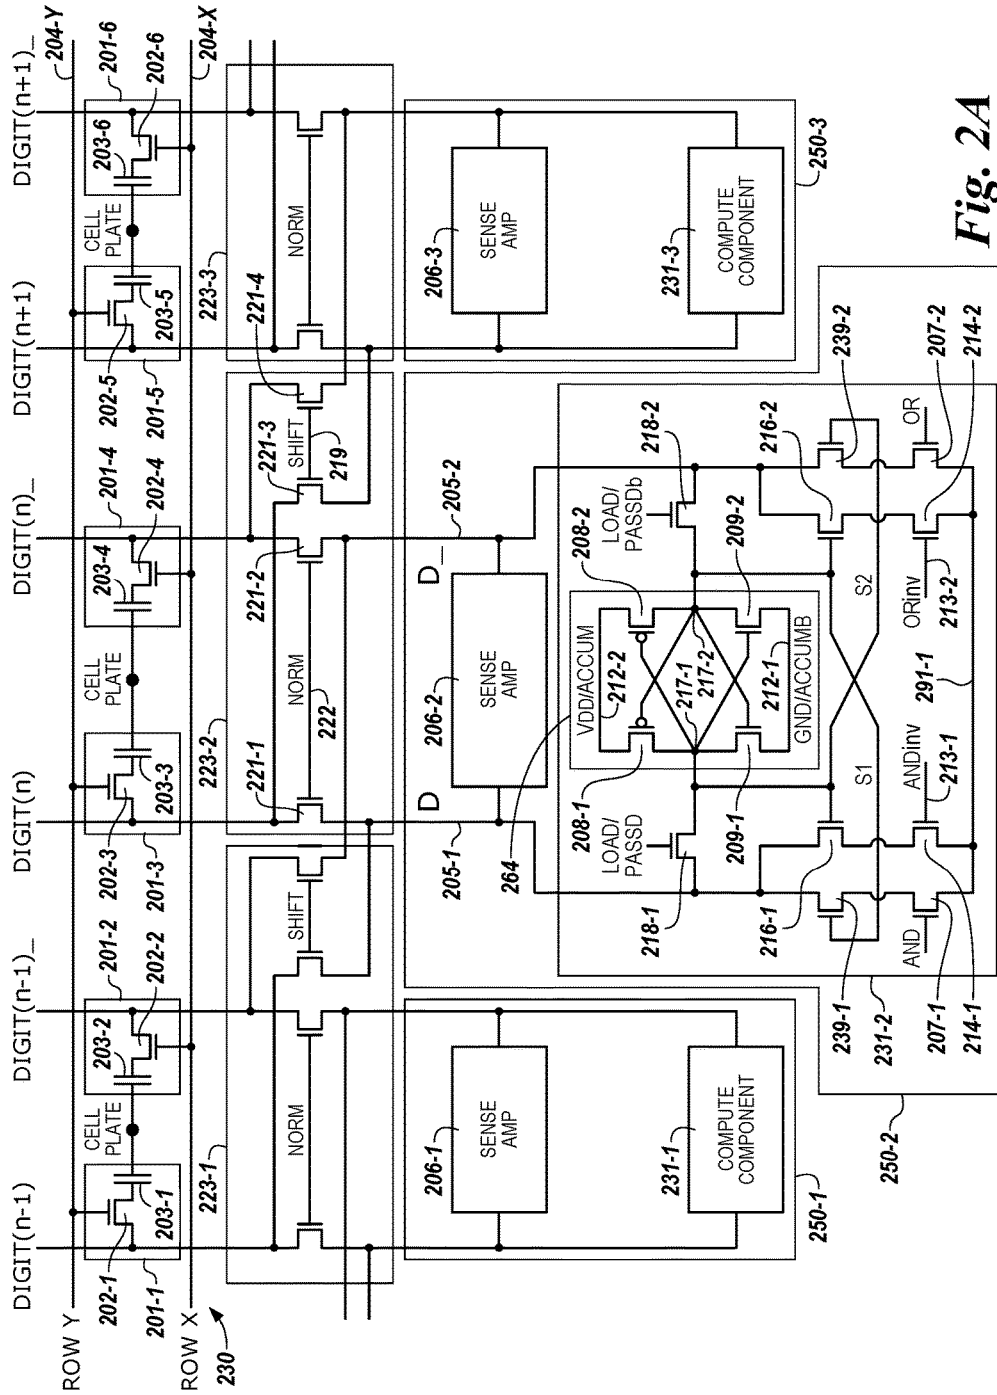 DIGIT(n-1)
DIGIT(n-1)_
DIGIT(n)
DIGIT(n)_
DIGIT(n+1)
DIGIT(n+1)_
ROW Y
204-Y
202-1
203-1
201-1
CELL PLATE
203-2
201-2
202-2
202-3
203-3
201-3
CELL PLATE
203-4
201-4
202-4
202-5
203-5
201-5
CELL PLATE
203-6
201-6
202-6
ROW X
204-X
230
223-1
NORM
SHIFT
221-1
223-2
NORM
222
221-2
221-3
SHIFT
219
221-4
223-3
NORM
206-1
SENSE AMP
231-1
COMPUTE COMPONENT
250-1
205-1
D
206-2
SENSE AMP
D_
205-2
206-3
SENSE AMP
231-3
COMPUTE COMPONENT
250-3
264
LOAD/ PASSD
218-1
208-1
209-1
VDD/ACCUM
212-2
217-1
217-2
212-1
GND/ACCUMB
208-2
209-2
LOAD/ PASSDb
218-2
216-1
S1
S2
216-2
239-1
239-2
AND
207-1
214-1
ANDinv
213-1
291-1
ORinv
213-2
214-2
OR
207-2
231-2
250-2
Fig. 2A